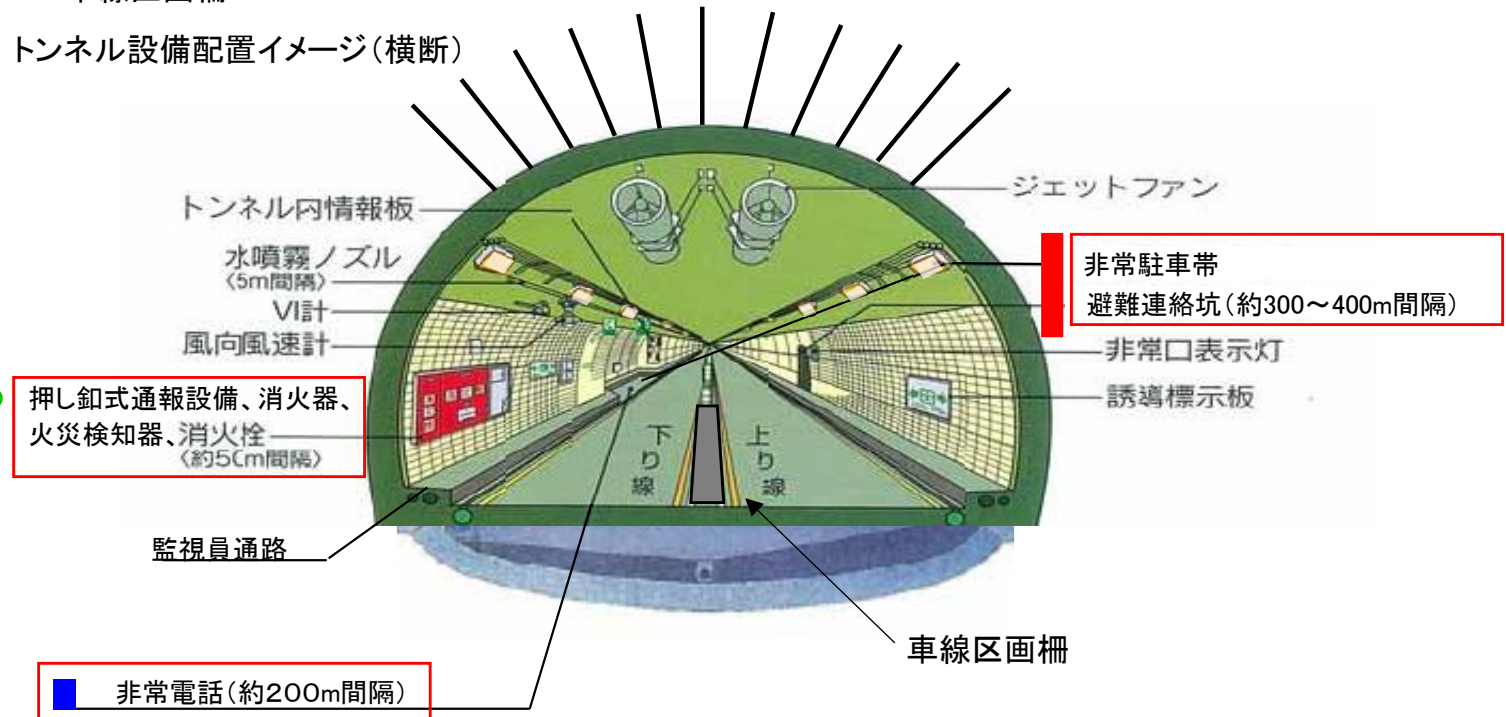 トンネル設備配置イメージ(横断)
トンネル内情報板
水噴霧ノズル
〈5m間隔〉
VI計
風向風速計
押し釦式通報設備、消火器、
火災検知器、消火栓
〈約50m間隔〉
監視員通路
非常電話(約200m間隔)
ジェットファン
非常駐車帯
避難連絡坑(約300～400m間隔)
非常口表示灯
誘導標示板
下り線
上り線
車線区画柵